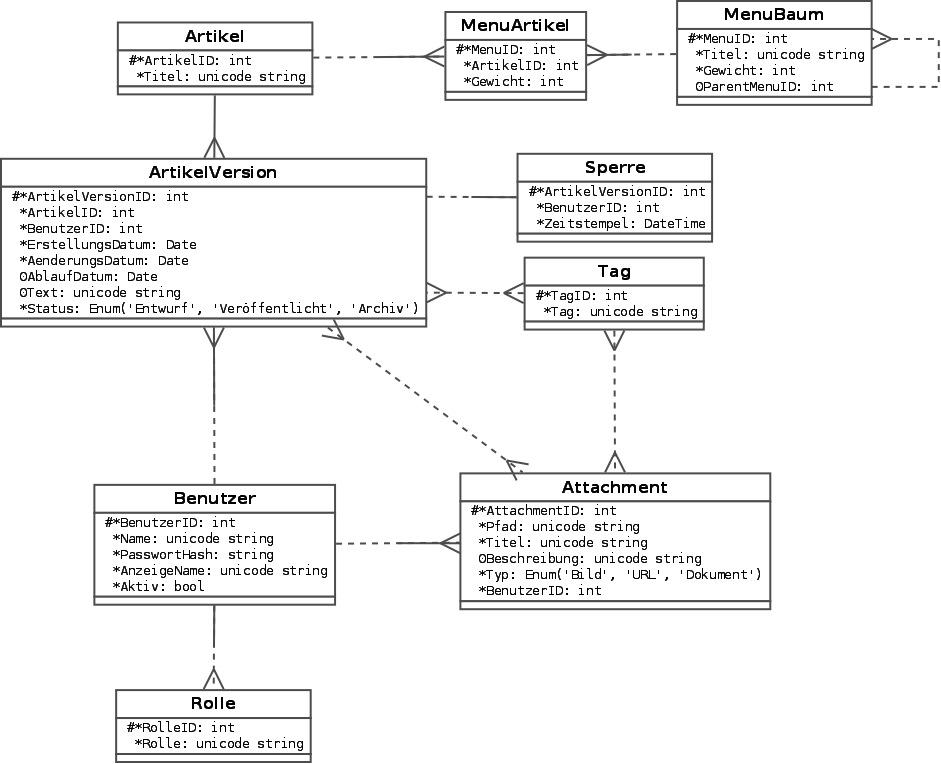 Artikel
#*ArtikelID: int
*Titel: unicode string
MenuArtikel
#*MenuID: int
*ArtikelID: int
*Gewicht: int
MenuBaum
#*MenuID: int
*Titel: unicode string
*Gewicht: int
0ParentMenuID: int
ArtikelVersion
#*ArtikelVersionID: int
*ArtikelID: int
*BenutzerID: int
*ErstellungsDatum: Date
*AenderungsDatum: Date
0AblaufDatum: Date
0Text: unicode string
*Status: Enum('Entwurf', 'Veröffentlicht', 'Archiv')
Sperre
#*ArtikelVersionID: int
*BenutzerID: int
*Zeitstempel: DateTime
Tag
#*TagID: int
*Tag: unicode string
Benutzer
#*BenutzerID: int
*Name: unicode string
*PasswortHash: string
*AnzeigeName: unicode string
*Aktiv: bool
Attachment
#*AttachmentID: int
*Pfad: unicode string
*Titel: unicode string
0Beschreibung: unicode string
*Typ: Enum('Bild', 'URL', 'Dokument')
*BenutzerID: int
Rolle
#*RolleID: int
*Rolle: unicode string